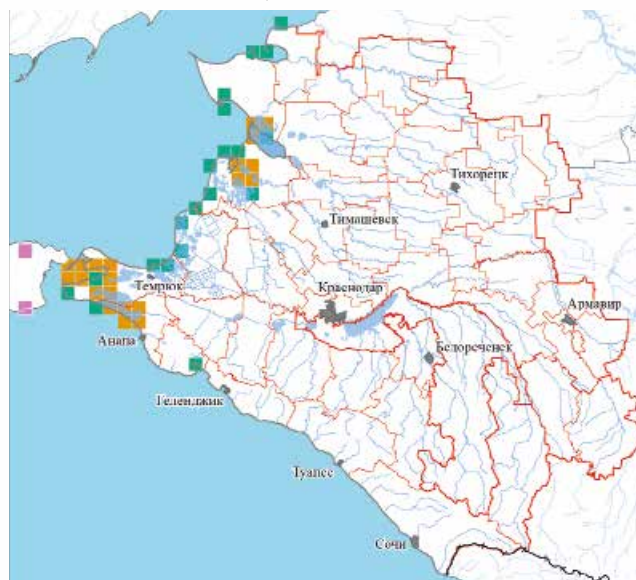 Тихорецк
Тимашевск
Темрюк
Краснодар
Армавир
Анапа
Белореченск
Геленджик
Туапсе
Сочи